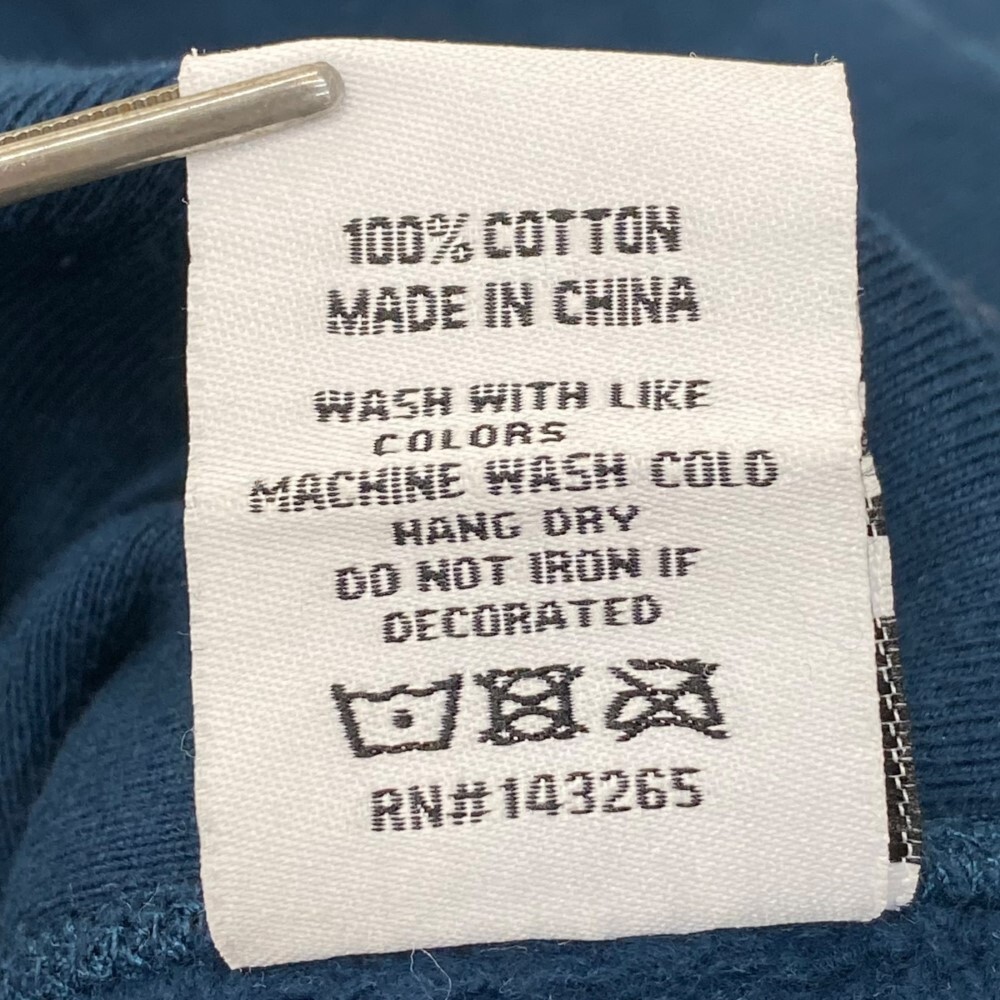 100% COTTON
MADE IN CHINA
WASH WITH LIKE
COLORS
MACHINE WASH COLD
HANG DRY
DO NOT IRON IF
DECORATED
RN#143265